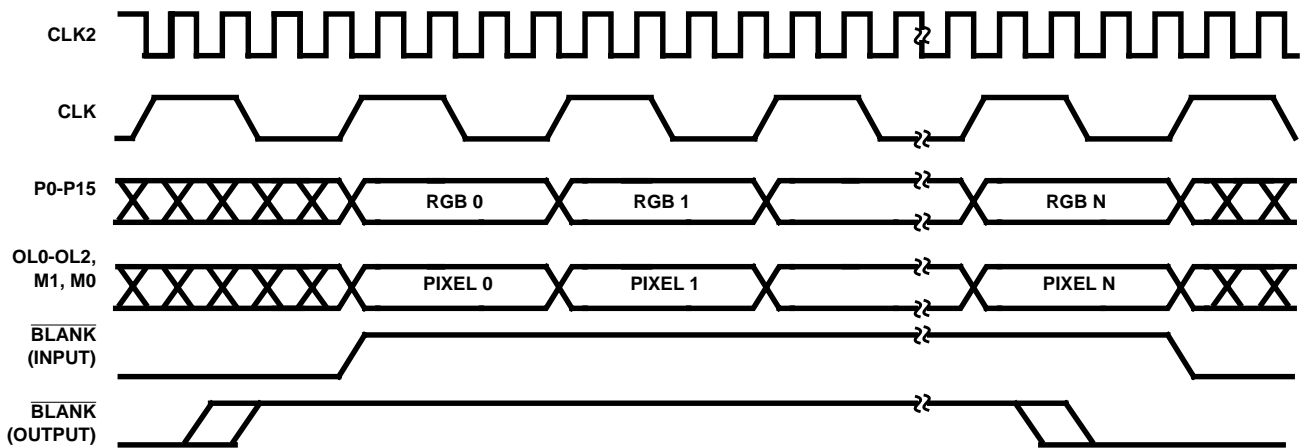 CLK2
CLK
P0-P15
RGB 0 RGB 1 RGB N
OL0-OL2,
M1, M0
PIXEL 0 PIXEL 1 PIXEL N
BLANK
(INPUT)
BLANK
(OUTPUT)